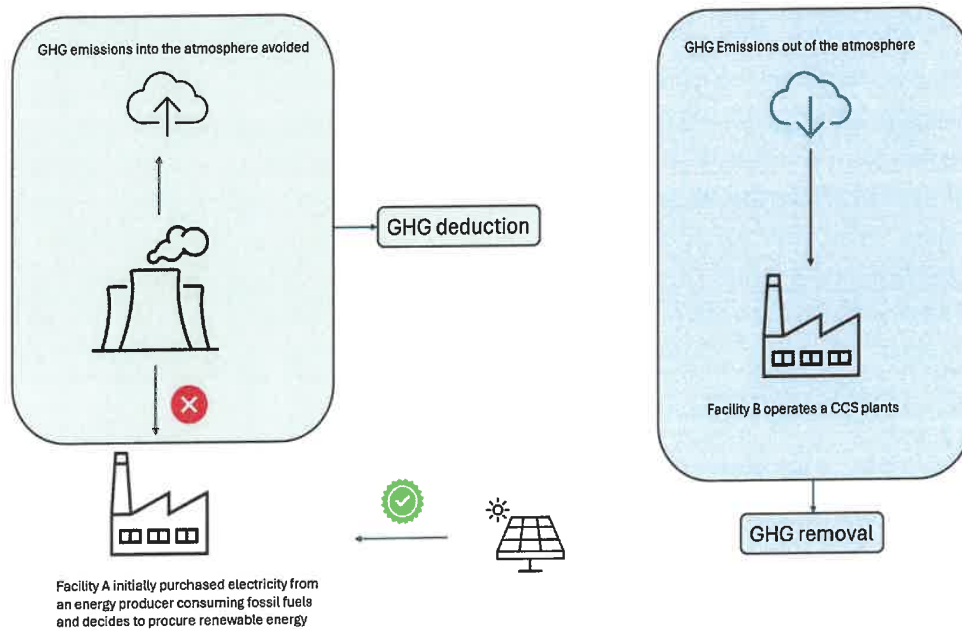 GHG emissions into the atmosphere avoided
GHG deduction
Facility A initially purchased electricity from
an energy producer consuming fossil fuels
and decides to procure renewable energy
GHG Emissions out of the atmosphere
Facility B operates a CCS plants
GHG removal